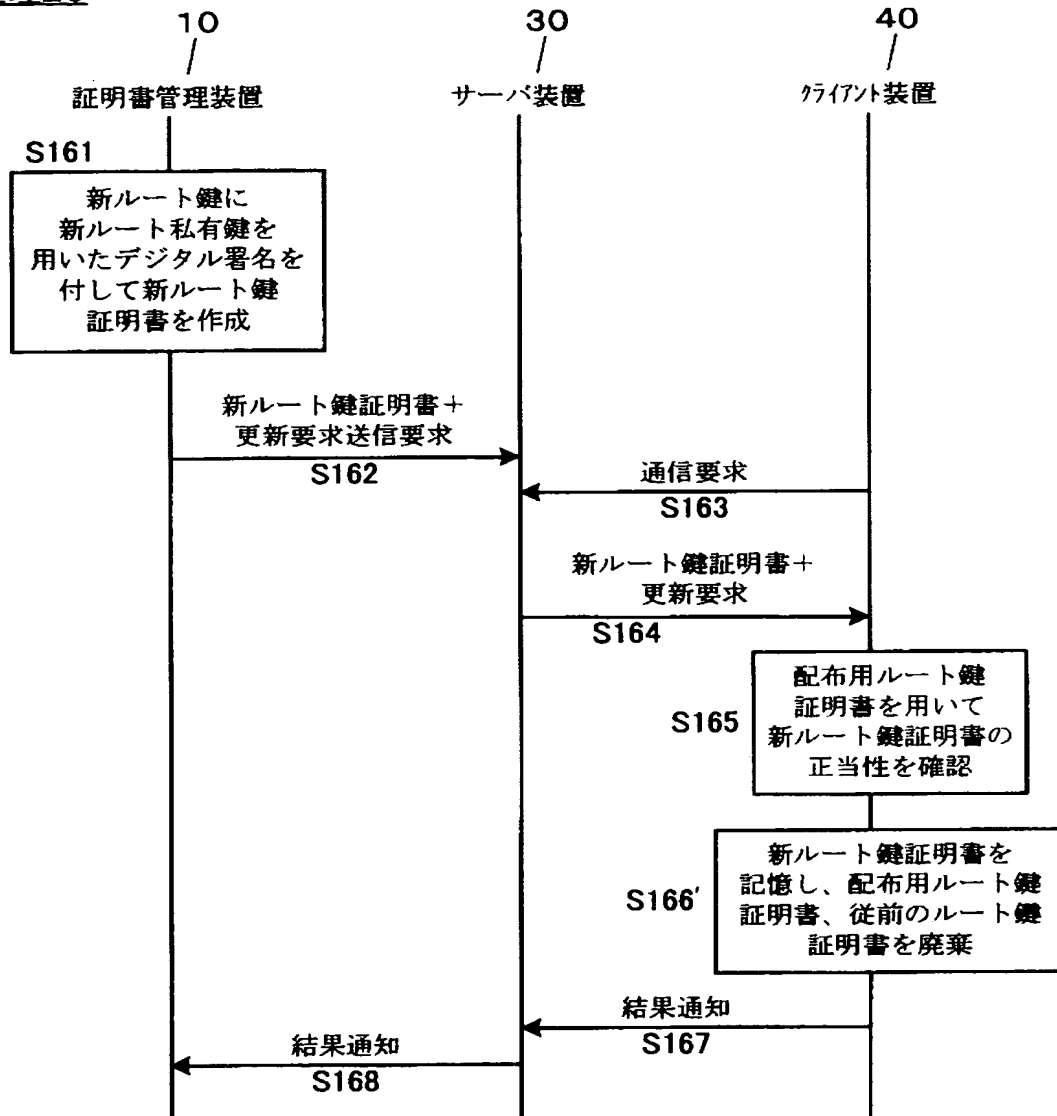 10
30
40
証明書管理装置
サーバ装置
クライアント装置
S161
新ルート鍵に
新ルート私有鍵を
用いたデジタル署名を
付して新ルート鍵
証明書を作成
新ルート鍵証明書+
更新要求送信要求
S162
通信要求
S163
新ルート鍵証明書+
更新要求
S164
S165
配布用ルート鍵
証明書を用いて
新ルート鍵証明書の
正当性を確認
S166'
新ルート鍵証明書を
記憶し、配布用ルート鍵
証明書、従前のルート鍵
証明書を廃棄
結果通知
S167
結果通知
S168